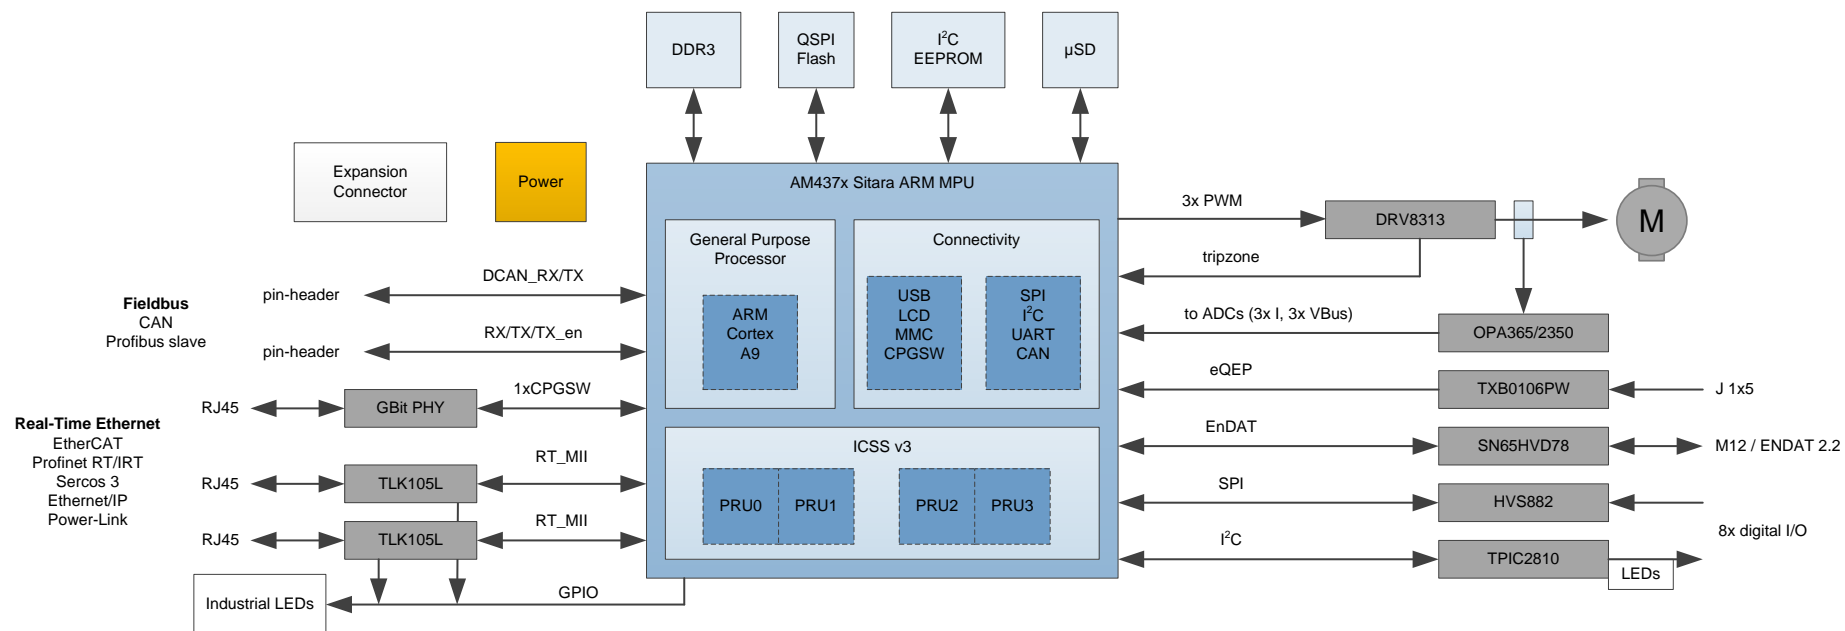 DDR3
QSPI
Flash
I²C
EEPROM
µSD
Expansion
Connector
Power
AM437x Sitara ARM MPU
General Purpose
Processor
ARM
Cortex
A9
Connectivity
USB
LCD
MMC
CPGSW
SPI
I²C
UART
CAN
ICSS v3
PRU0
PRU1
PRU2
PRU3
Fieldbus
CAN
Profibus slave
pin-header
DCAN_RX/TX
pin-header
RX/TX/TX_en
Real-Time Ethernet
EtherCAT
Profinet RT/IRT
Sercos 3
Ethernet/IP
Power-Link
RJ45
GBit PHY
1xCPGSW
RJ45
TLK105L
RT_MII
RJ45
TLK105L
RT_MII
Industrial LEDs
GPIO
3x PWM
DRV8313
M
tripzone
to ADCs (3x I, 3x VBus)
OPA365/2350
eQEP
TXB0106PW
J 1x5
EnDAT
SN65HVD78
M12 / ENDAT 2.2
SPI
HVS882
8x digital I/O
I²C
TPIC2810
LEDs